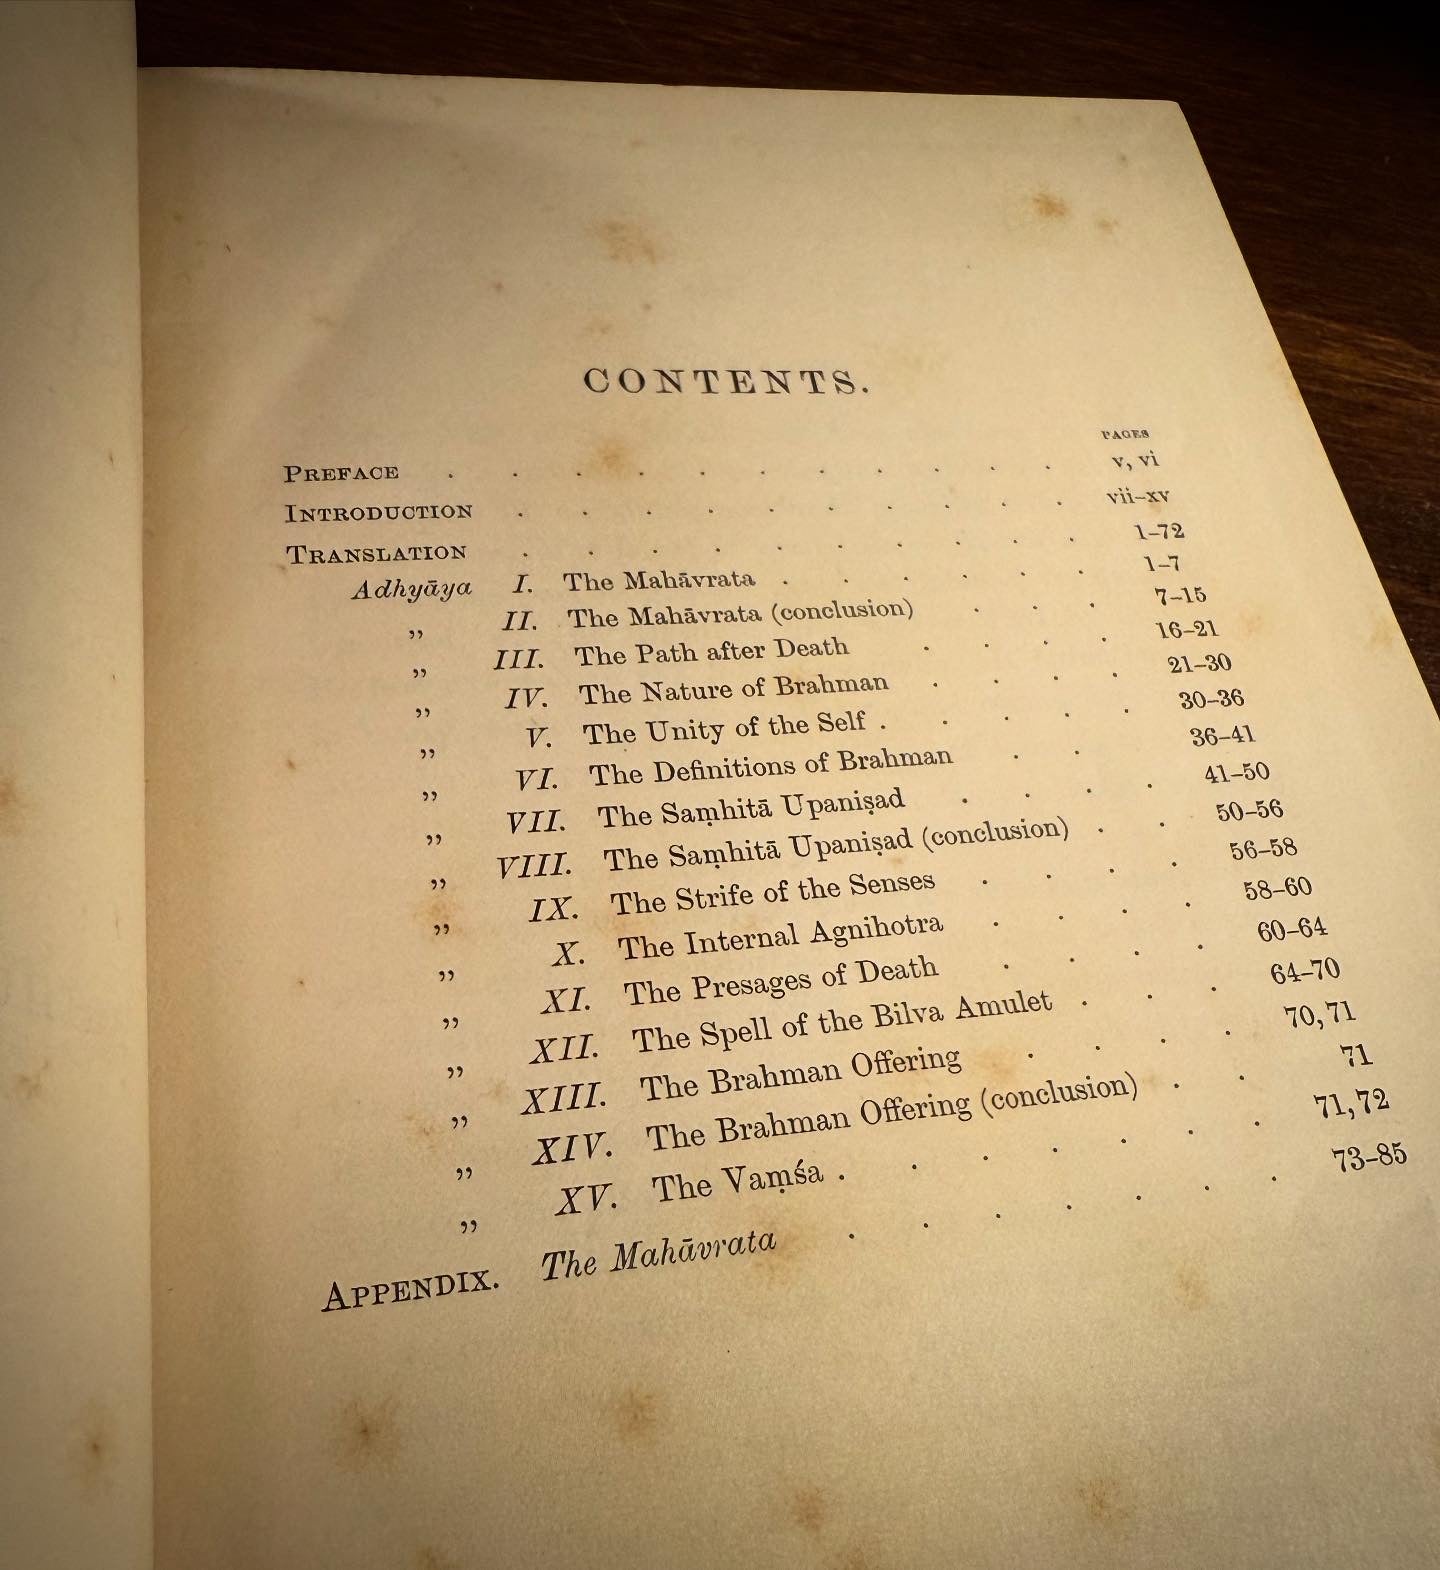 CONTENTS.
PAGES
PREFACE . . . . . . . . . . . v, vi
INTRODUCTION . . . . . . . . . . vii–xv
TRANSLATION . . . . . . . . . . 1–72
Adhyāya I. The Mahāvrata . . . . . . 1–7
„ II. The Mahāvrata (conclusion) . . . 7–15
„ III. The Path after Death . . . . 16–21
„ IV. The Nature of Brahman . . . . 21–30
„ V. The Unity of the Self . . . . . 30–36
„ VI. The Definitions of Brahman . . 36–41
„ VII. The Saṃhitā Upaniṣad . . . . 41–50
„ VIII. The Saṃhitā Upaniṣad (conclusion) . . 50–56
„ IX. The Strife of the Senses . . . . 56–58
„ X. The Internal Agnihotra . . . . 58–60
„ XI. The Presages of Death . . . . 60–64
„ XII. The Spell of the Bilva Amulet . . . 64–70
„ XIII. The Brahman Offering . . . . 70, 71
„ XIV. The Brahman Offering (conclusion) . . 71
„ XV. The Vaṃśa . . . . . . . 71, 72
APPENDIX. The Mahāvrata . . . . . . . 73–85